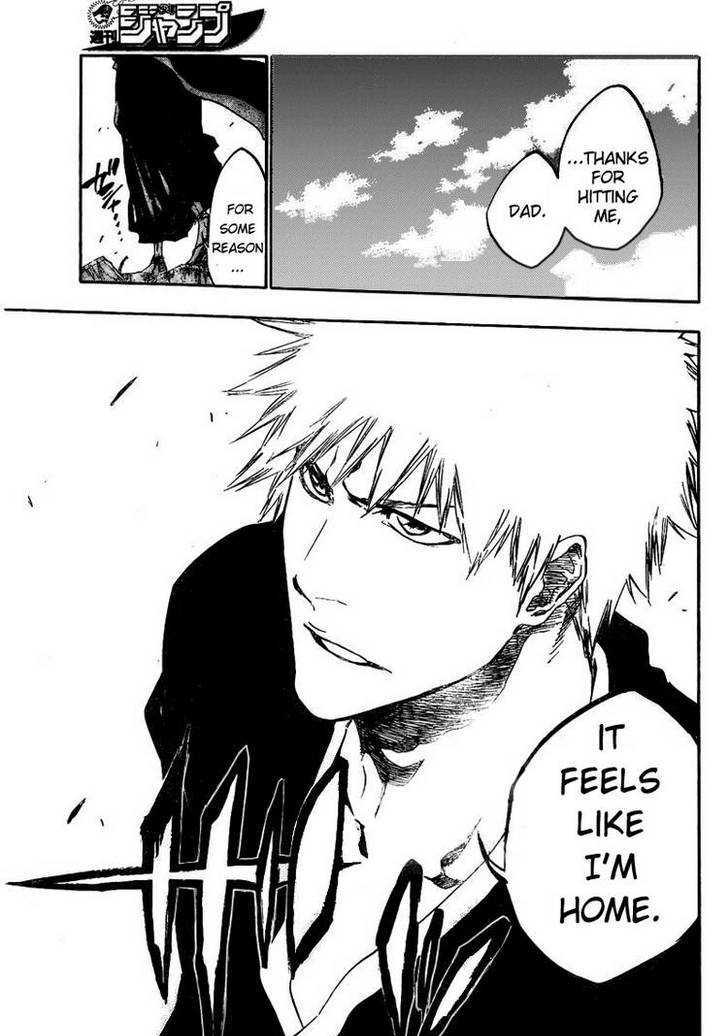 週刊
少年
ジャンプ
...THANKS
FOR
HITTING
ME,
DAD.
FOR
SOME
REASON
...
IT
FEELS
LIKE
I'M
HOME.